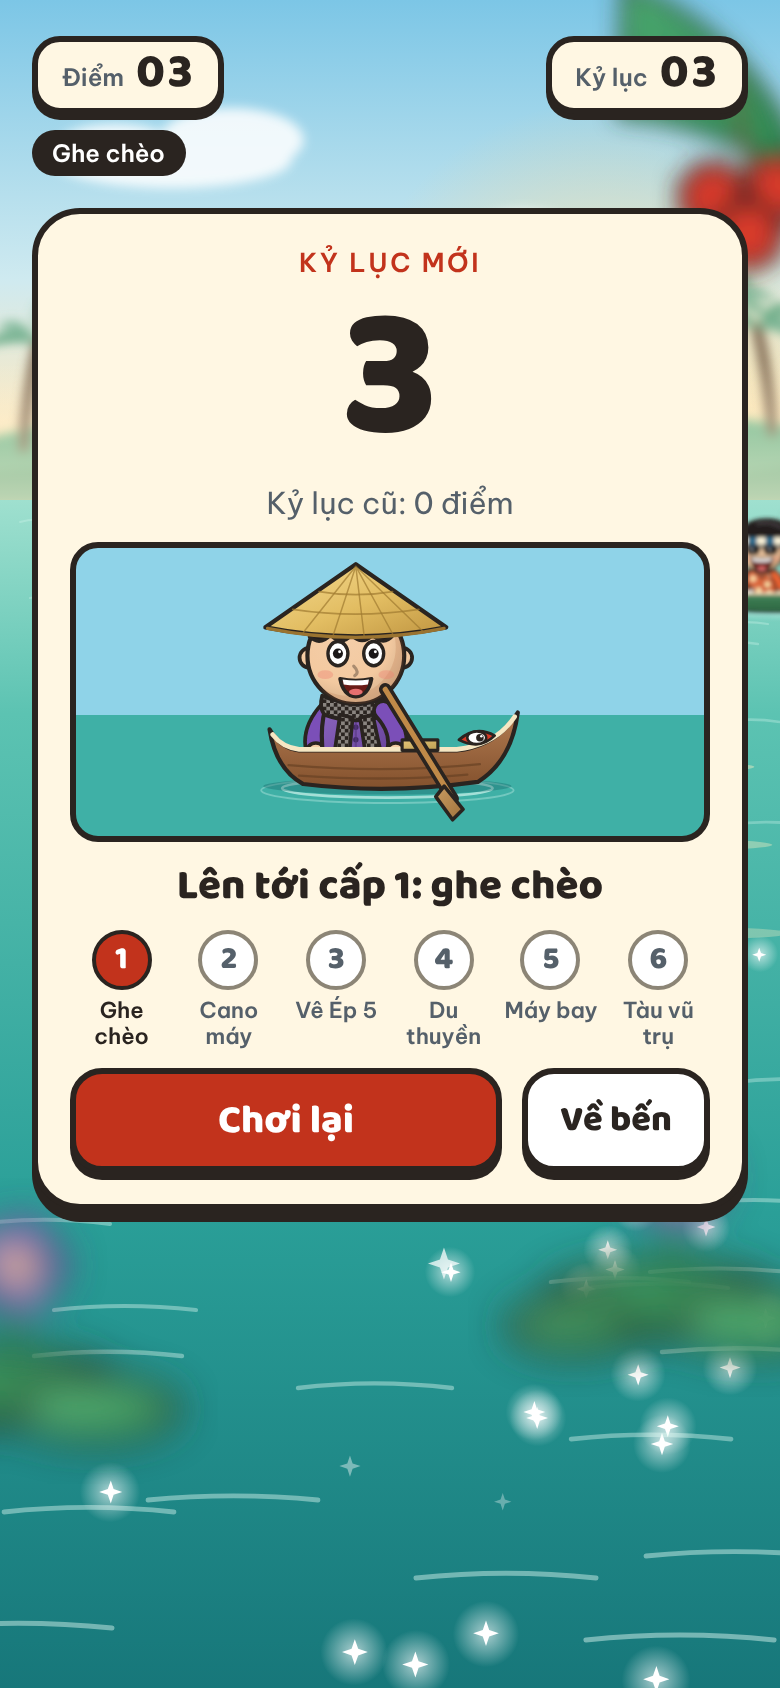 Điểm 03
Kỷ lục 03
Ghe chèo
KỶ LỤC MỚI
3
Kỷ lục cũ: 0 điểm
Lên tới cấp 1: ghe chèo
1 2 3 4 5 6
Ghe chèo
Cano máy
Vê Ép 5
Du thuyền
Máy bay
Tàu vũ trụ
Chơi lại
Về bến